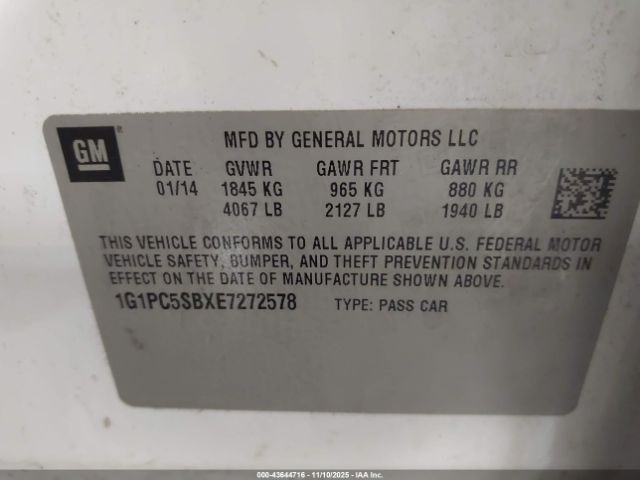 GM®
MFD BY GENERAL MOTORS LLC
DATE GVWR GAWR FRT GAWR RR
01/14 1845 KG 965 KG 880 KG
4067 LB 2127 LB 1940 LB
THIS VEHICLE CONFORMS TO ALL APPLICABLE U.S. FEDERAL MOTOR
VEHICLE SAFETY, BUMPER, AND THEFT PREVENTION STANDARDS IN
EFFECT ON THE DATE OF MANUFACTURE SHOWN ABOVE.
1G1PC5SBXE7272578 TYPE: PASS CAR
000-43644716 - 11/10/2025 - IAAI Inc.